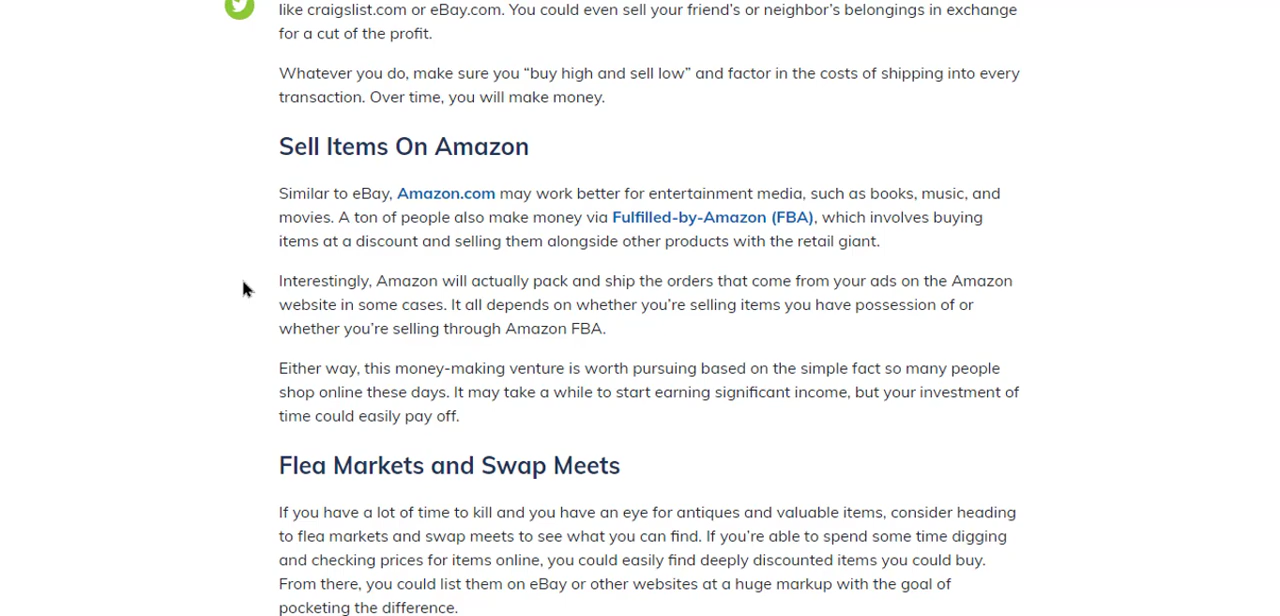 like craigslist.com or eBay.com. You could even sell your friend’s or neighbor’s belongings in exchange
for a cut of the profit.
Whatever you do, make sure you “buy high and sell low” and factor in the costs of shipping into every
transaction. Over time, you will make money.
Sell Items On Amazon
Similar to eBay, Amazon.com may work better for entertainment media, such as books, music, and
movies. A ton of people also make money via Fulfilled-by-Amazon (FBA), which involves buying
items at a discount and selling them alongside other products with the retail giant.
Interestingly, Amazon will actually pack and ship the orders that come from your ads on the Amazon
website in some cases. It all depends on whether you’re selling items you have possession of or
whether you’re selling through Amazon FBA.
Either way, this money-making venture is worth pursuing based on the simple fact so many people
shop online these days. It may take a while to start earning significant income, but your investment of
time could easily pay off.
Flea Markets and Swap Meets
If you have a lot of time to kill and you have an eye for antiques and valuable items, consider heading
to flea markets and swap meets to see what you can find. If you’re able to spend some time digging
and checking prices for items online, you could easily find deeply discounted items you could buy.
From there, you could list them on eBay or other websites at a huge markup with the goal of
pocketing the difference.